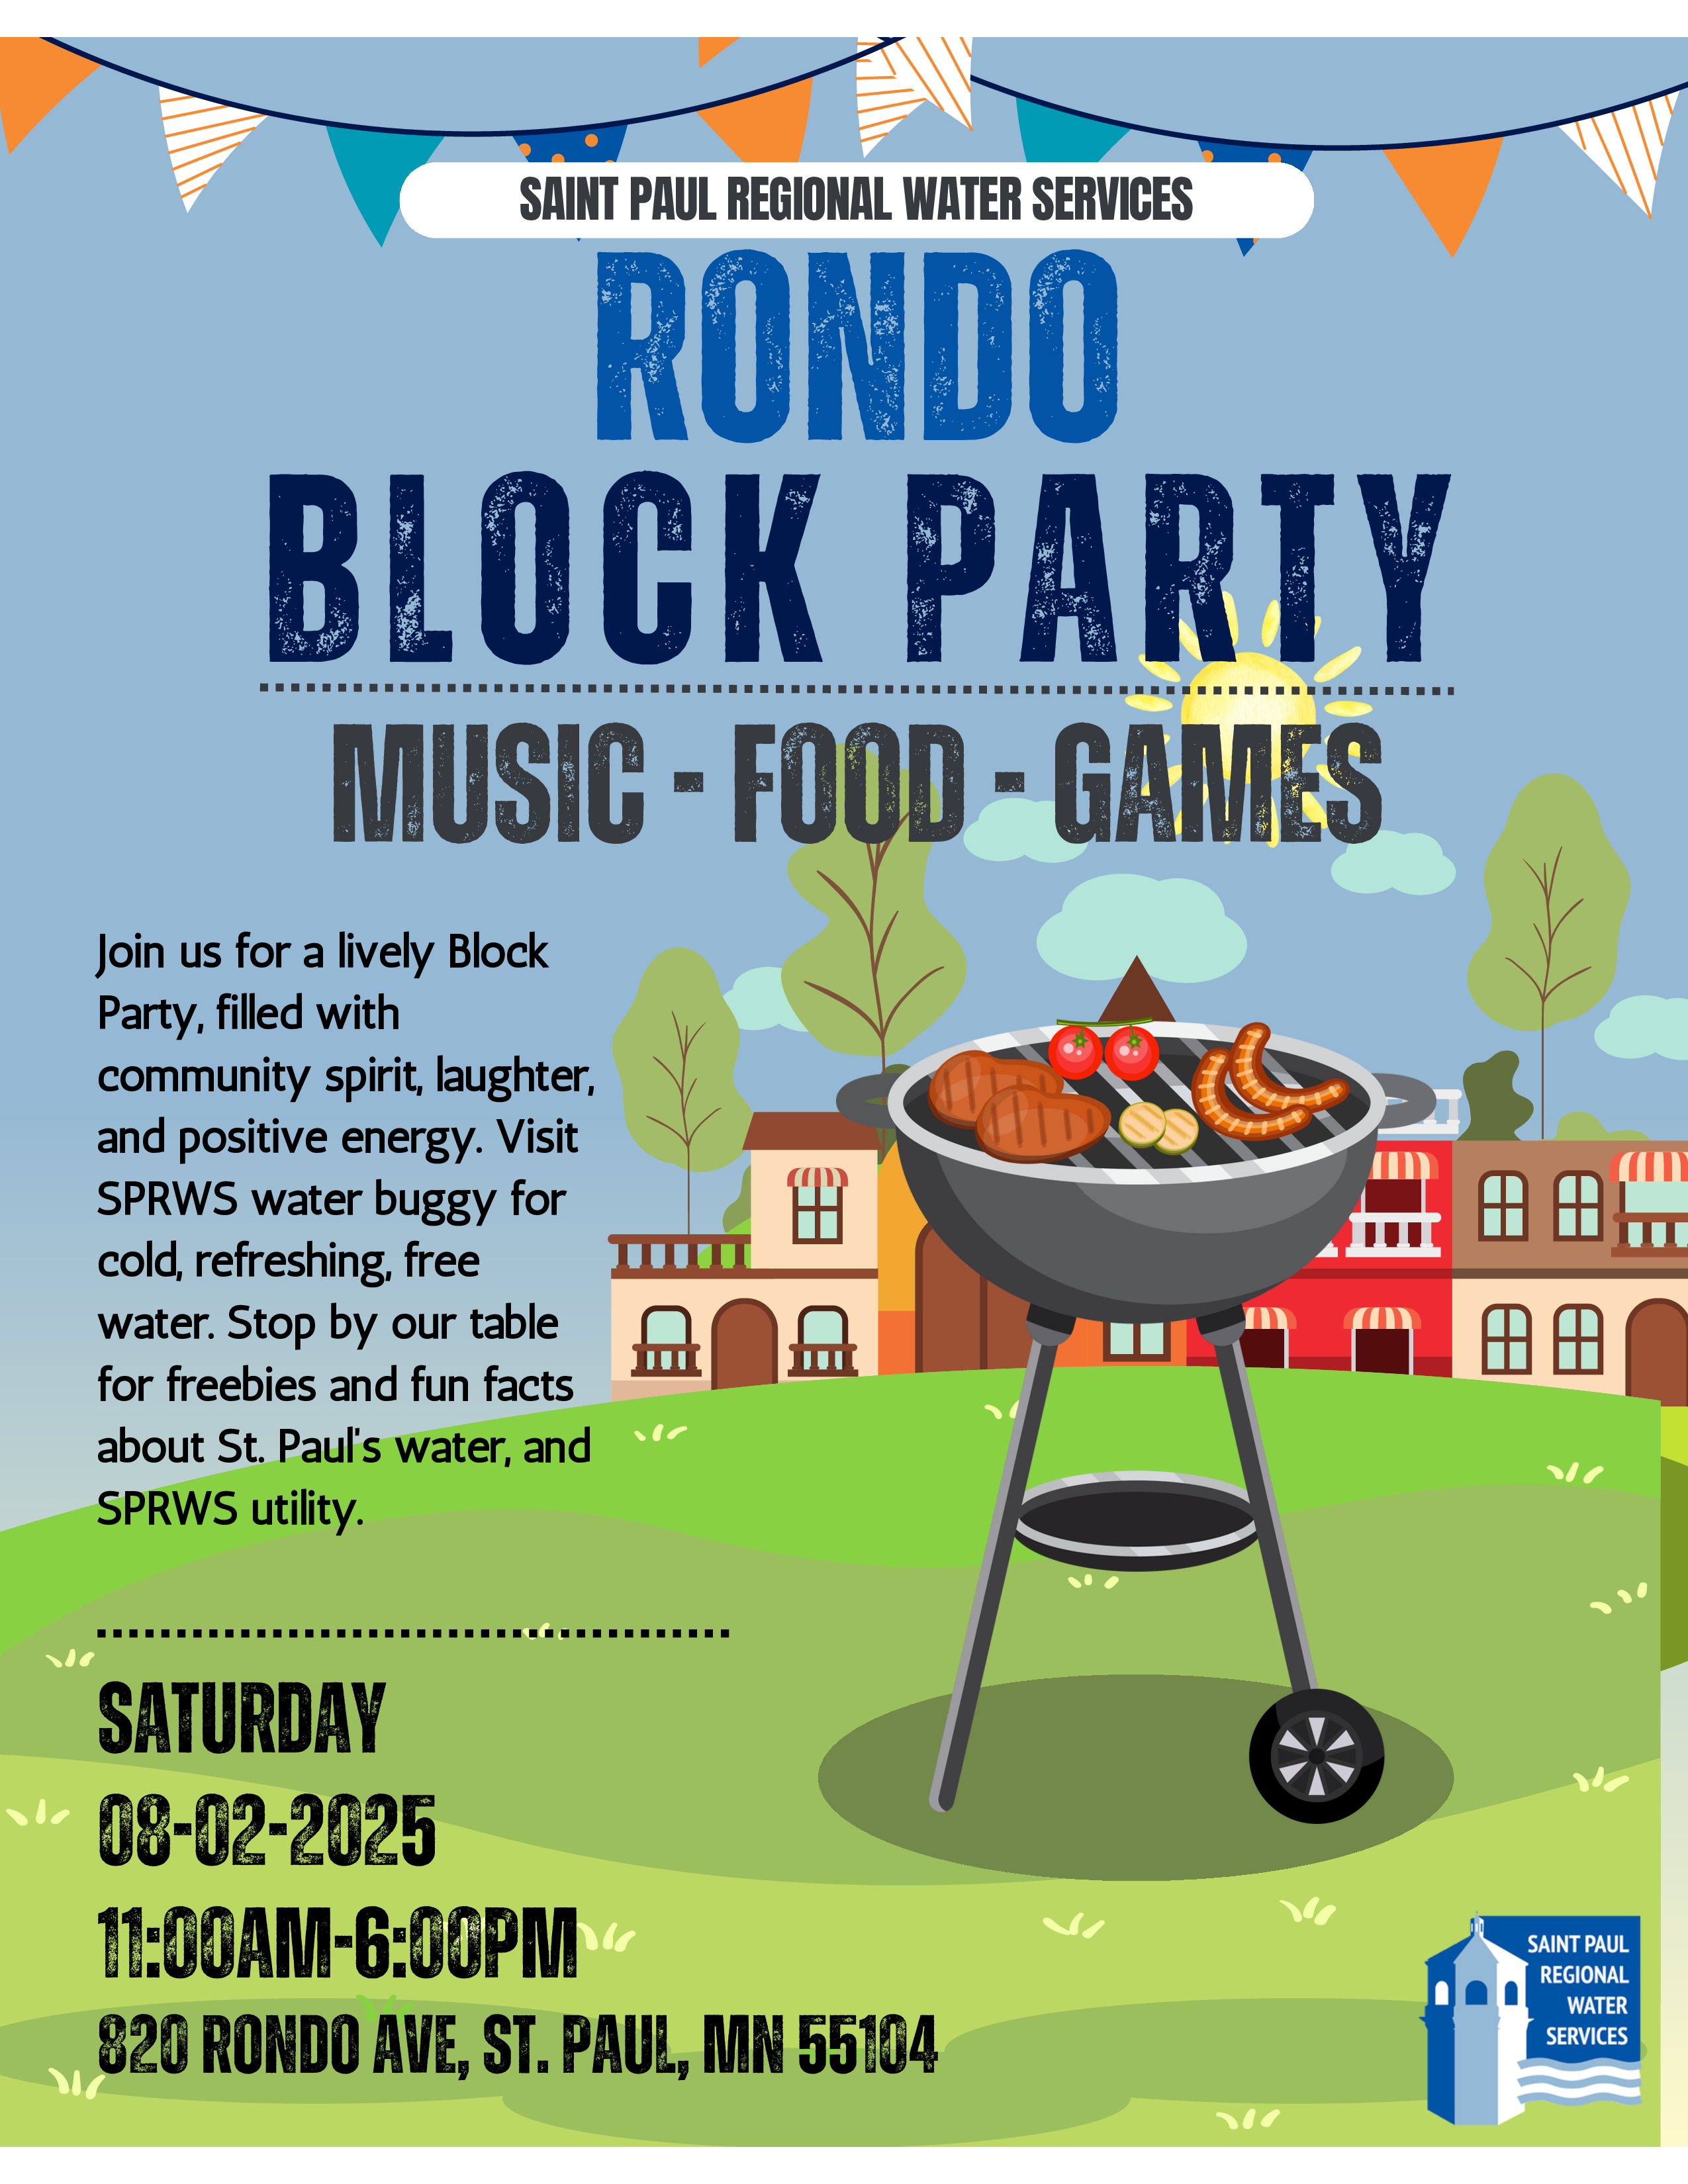 SAINT PAUL REGIONAL WATER SERVICES
RONDO
BLOCK PARTY
MUSIC - FOOD - GAMES
Join us for a lively Block
Party, filled with
community spirit, laughter,
and positive energy. Visit
SPRWS water buggy for
cold, refreshing, free
water. Stop by our table
for freebies and fun facts
about St. Paul's water, and
SPRWS utility.
SATURDAY
08-02-2025
11:00AM-6:00PM
820 RONDO AVE, ST. PAUL, MN 55104
SAINT PAUL
REGIONAL
WATER
SERVICES